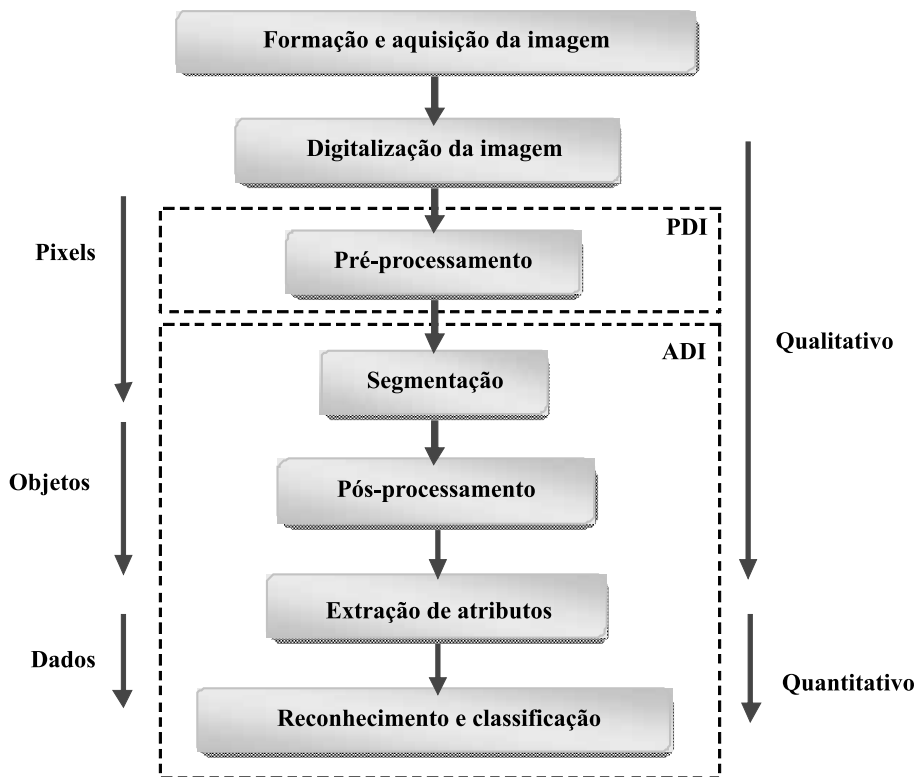 Formação e aquisição da imagem
Digitalização da imagem
PDI
Pixels
Pré-processamento
Qualitativo
ADI
Segmentação
Objetos
Pós-processamento
Extração de atributos
Dados
Quantitativo
Reconhecimento e classificação